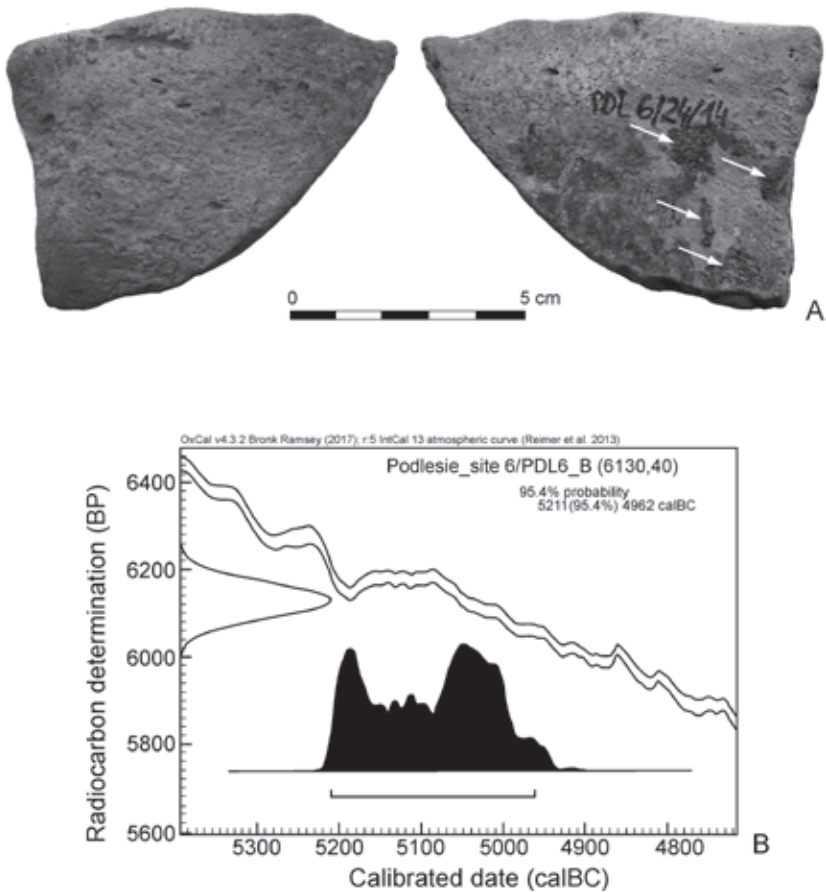 PDL 6/24/14
0 5 cm
A
OxCal v4.3.2 Bronk Ramsey (2017); r:5 IntCal 13 atmospheric curve (Reimer et al. 2013)
Podlesie_site 6/PDL6_B (6130,40)
95.4% probability
5211(95.4%) 4962 calBC
Radiocarbon determination (BP)
6400
6200
6000
5800
5600
5300 5200 5100 5000 4900 4800
Calibrated date (calBC)
B